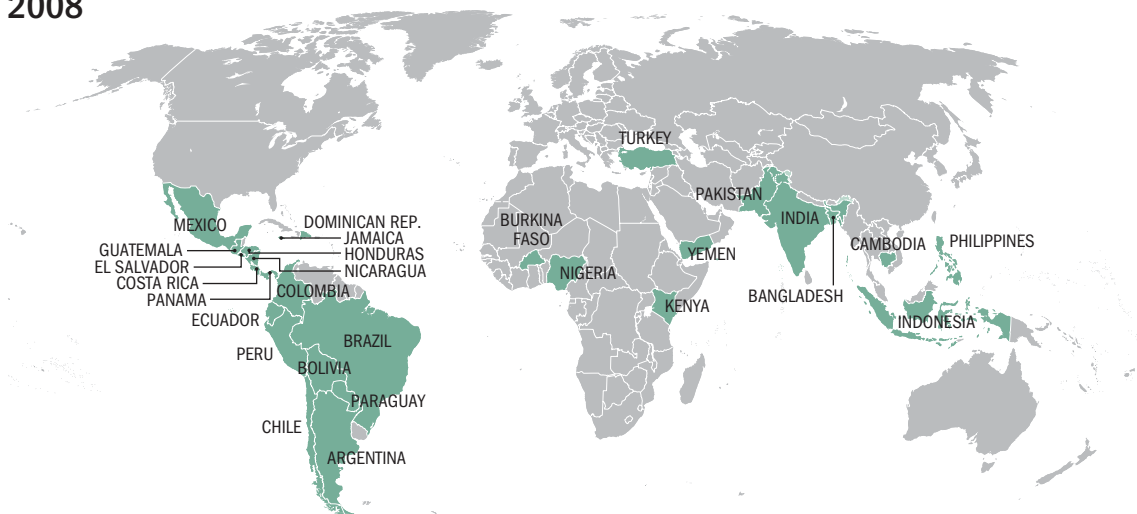 2008
TURKEY
PAKISTAN
MEXICO
DOMINICAN REP.
BURKINA
FASO
INDIA
JAMAICA
CAMBODIA
PHILIPPINES
GUATEMALA
HONDURAS
YEMEN
EL SALVADOR
NICARAGUA
NIGERIA
COSTA RICA
COLOMBIA
BANGLADESH
PANAMA
KENYA
ECUADOR
INDONESIA
BRAZIL
PERU
BOLIVIA
PARAGUAY
CHILE
ARGENTINA